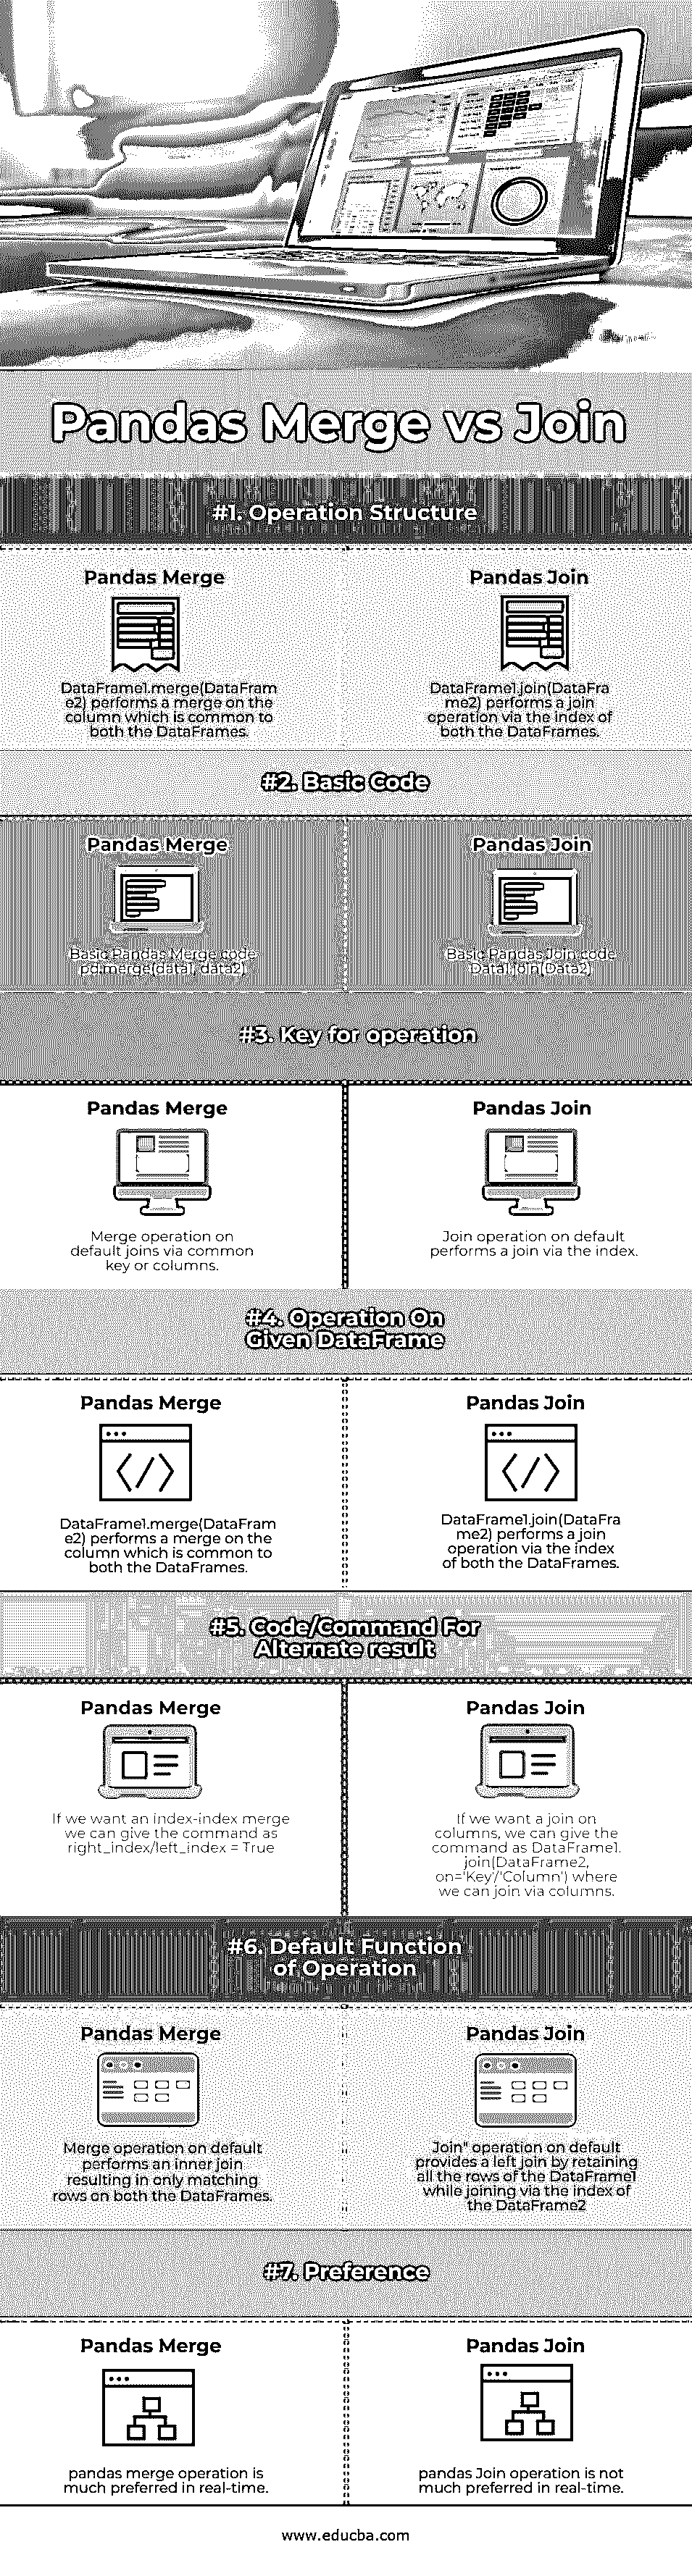 Pandas Merge vs Join
#1. Operation Structure
Pandas Merge
DataFrame1.merge(DataFram
e2) performs a merge on the
column which is common to
both the DataFrames.
Pandas Join
DataFrame1.join(DataFra
me2) performs a join
operation via the index of
both the DataFrames.
#2. Basic Code
Pandas Merge
Basic Pandas Merge code
pd.merge(data1, data2)
Pandas Join
Basic Pandas Join code
Data1.join(Data2)
#3. Key for operation
Pandas Merge
Merge operation on
default joins via common
key or columns.
Pandas Join
Join operation on default
performs a join via the index.
#4. Operation On
Given DataFrame
Pandas Merge
DataFrame1.merge(DataFram
e2) performs a merge on the
column which is common to
both the DataFrames.
Pandas Join
DataFrame1.join(DataFra
me2) performs a join
operation via the index
of both the DataFrames.
#5. Code/Command For
Alternate result
Pandas Merge
If we want an index-index merge
we can give the command as
right_index/left_index = True
Pandas Join
If we want a join on
columns, we can give the
command as DataFrame1.
join(DataFrame2,
on='Key'/'Column') where
we can join via columns.
#6. Default Function
of Operation
Pandas Merge
Merge operation on default
performs an inner join
resulting in only matching
rows on both the DataFrames.
Pandas Join
Join" operation on default
provides a left join by retaining
all the rows of the DataFrame1
while joining via the index of
the DataFrame2
#7. Preference
Pandas Merge
pandas merge operation is
much preferred in real-time.
Pandas Join
pandas Join operation is not
much preferred in real-time.
www.educba.com